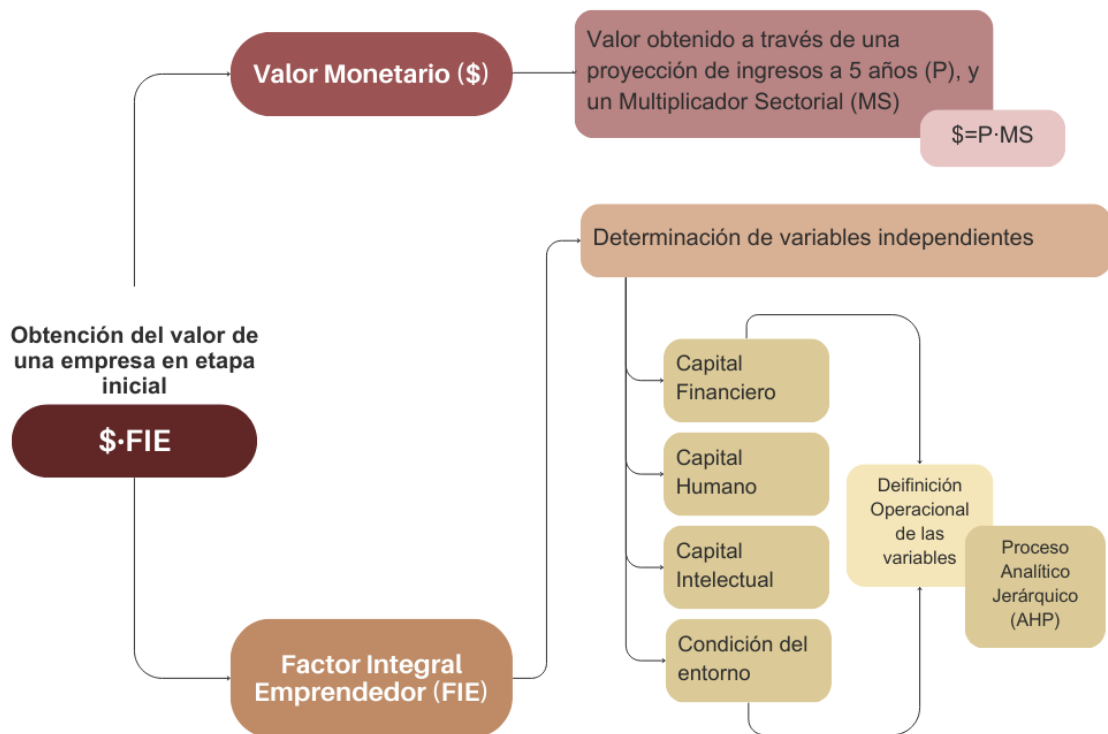 Valor Monetario ($)
Valor obtenido a través de una
proyección de ingresos a 5 años (P), y
un Multiplicador Sectorial (MS)
$=P·MS
Obtención del valor de
una empresa en etapa
inicial
$·FIE
Factor Integral
Emprendedor (FIE)
Determinación de variables independientes
Capital
Financiero
Capital
Humano
Capital
Intelectual
Condición del
entorno
Deifinición
Operacional
de las
variables
Proceso
Analítico
Jerárquico
(AHP)